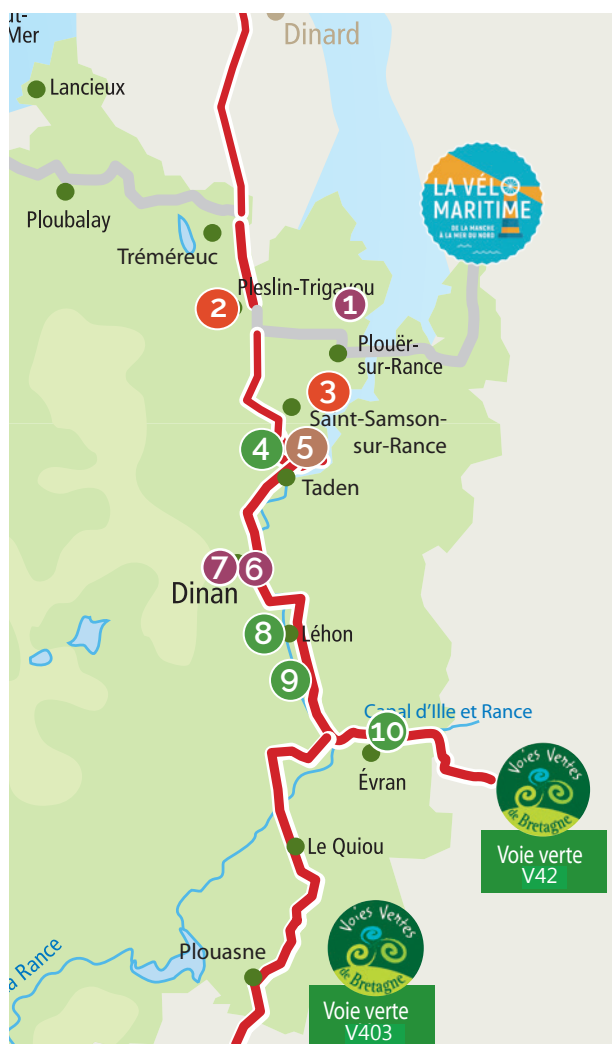 ut-
Mer
Dinard
Lancieux
LA VÉLO
MARITIME
DE LA MANCHE
À LA MER DU NORD
Ploubalay
Tréméreuc
Pleslin-Trigavou
1
2
Plouër-
sur-Rance
3
Saint-Samson-
sur-Rance
4
5
Taden
7
6
Dinan
8
Léhon
9
Canal d'Ille et Rance
10
Évran
Voies Vertes
de Bretagne
Voie verte
V42
Le Quiou
Voies Vertes
de Bretagne
Plouasne
a Rance
Voie verte
V403